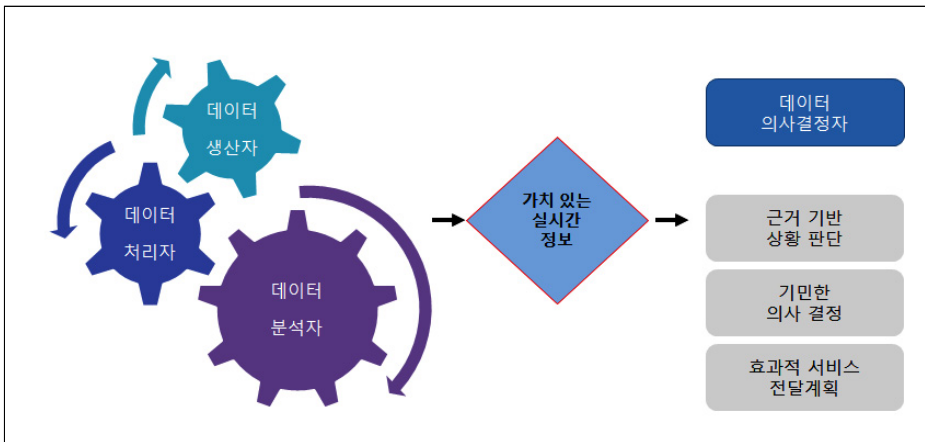 데이터
생산자
데이터
처리자
데이터
분석자
가치 있는
실시간
정보
데이터
의사결정자
근거 기반
상황 판단
기민한
의사 결정
효과적 서비스
전달계획